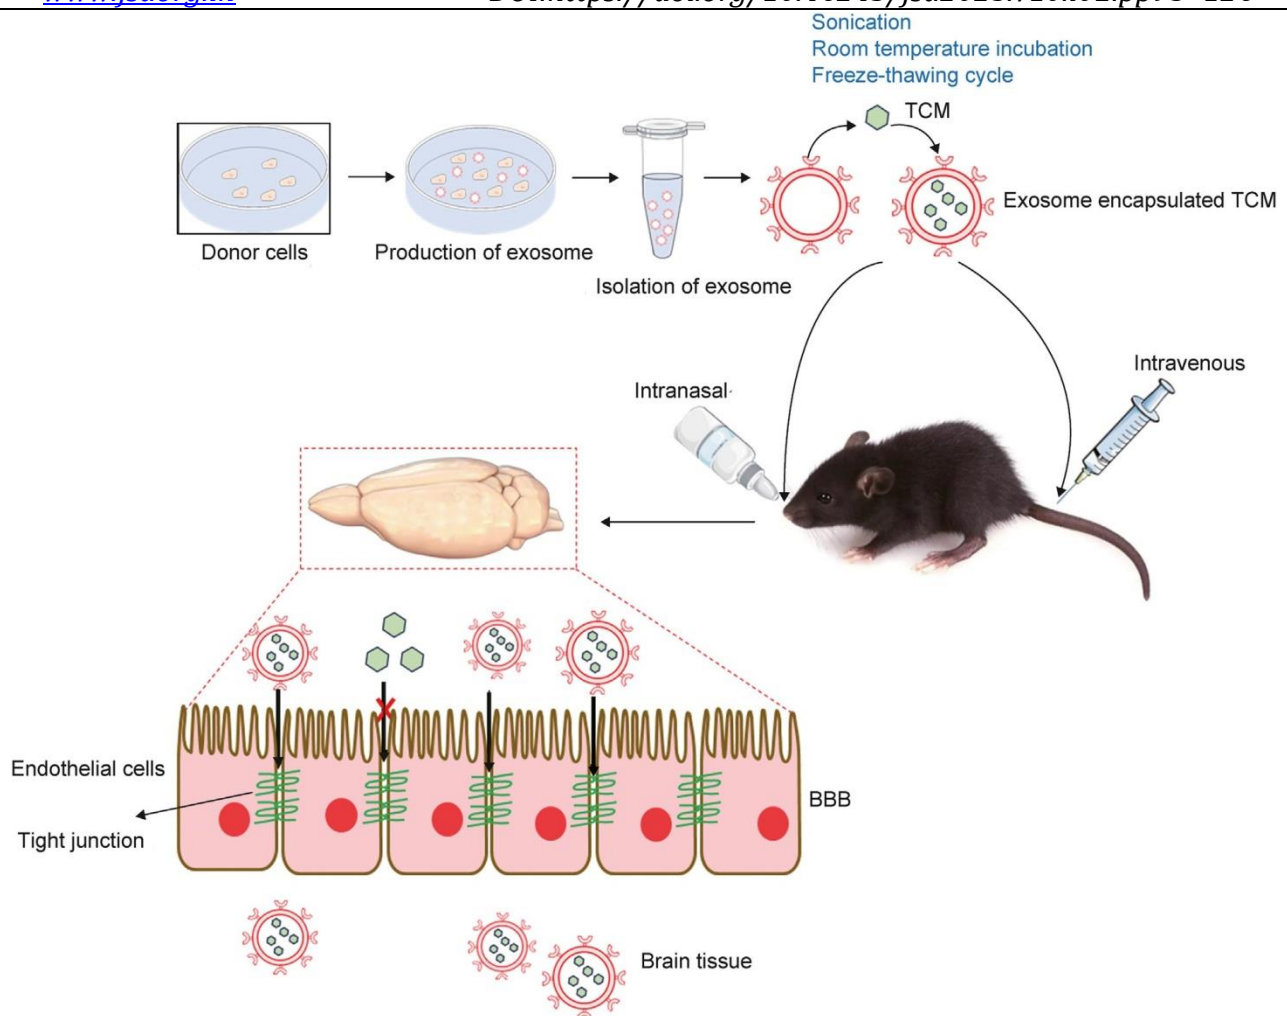 Sonication
Room temperature incubation
Freeze-thawing cycle
TCM
Exosome encapsulated TCM
Donor cells
Production of exosome
Isolation of exosome
Intravenous
Intranasal
Endothelial cells
BBB
Tight junction
Brain tissue